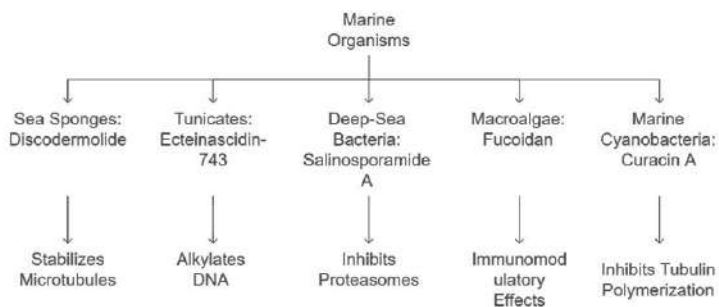 Marine
Organisms
Sea Sponges:
Discodermolide
Tunicates:
Ecteinascidin-
743
Deep-Sea
Bacteria:
Salinosporamide
A
Macroalgae:
Fucoidan
Marine
Cyanobacteria:
Curacin A
Stabilizes
Microtubules
Alkylates
DNA
Inhibits
Proteasomes
Immunomod
ulatory
Effects
Inhibits Tubulin
Polymerization